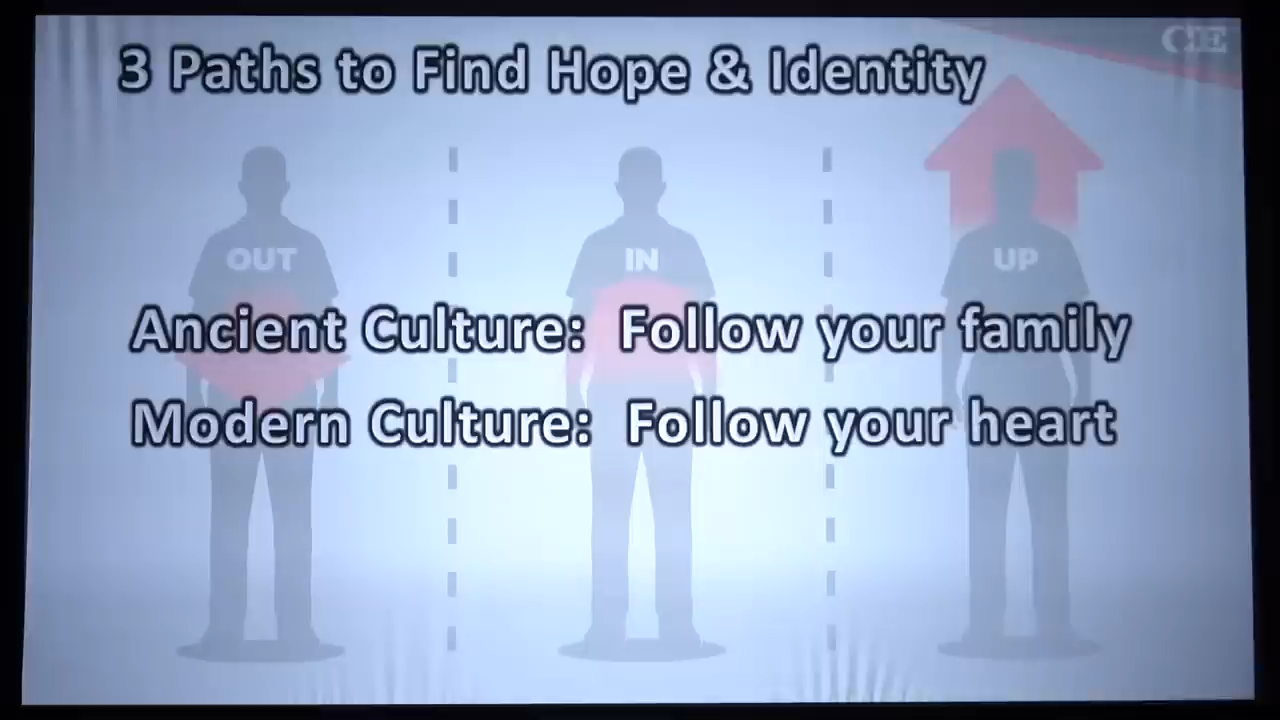 3 Paths to Find Hope & Identity
CIE
OUT
IN
UP
Ancient Culture: Follow your family
Modern Culture: Follow your heart